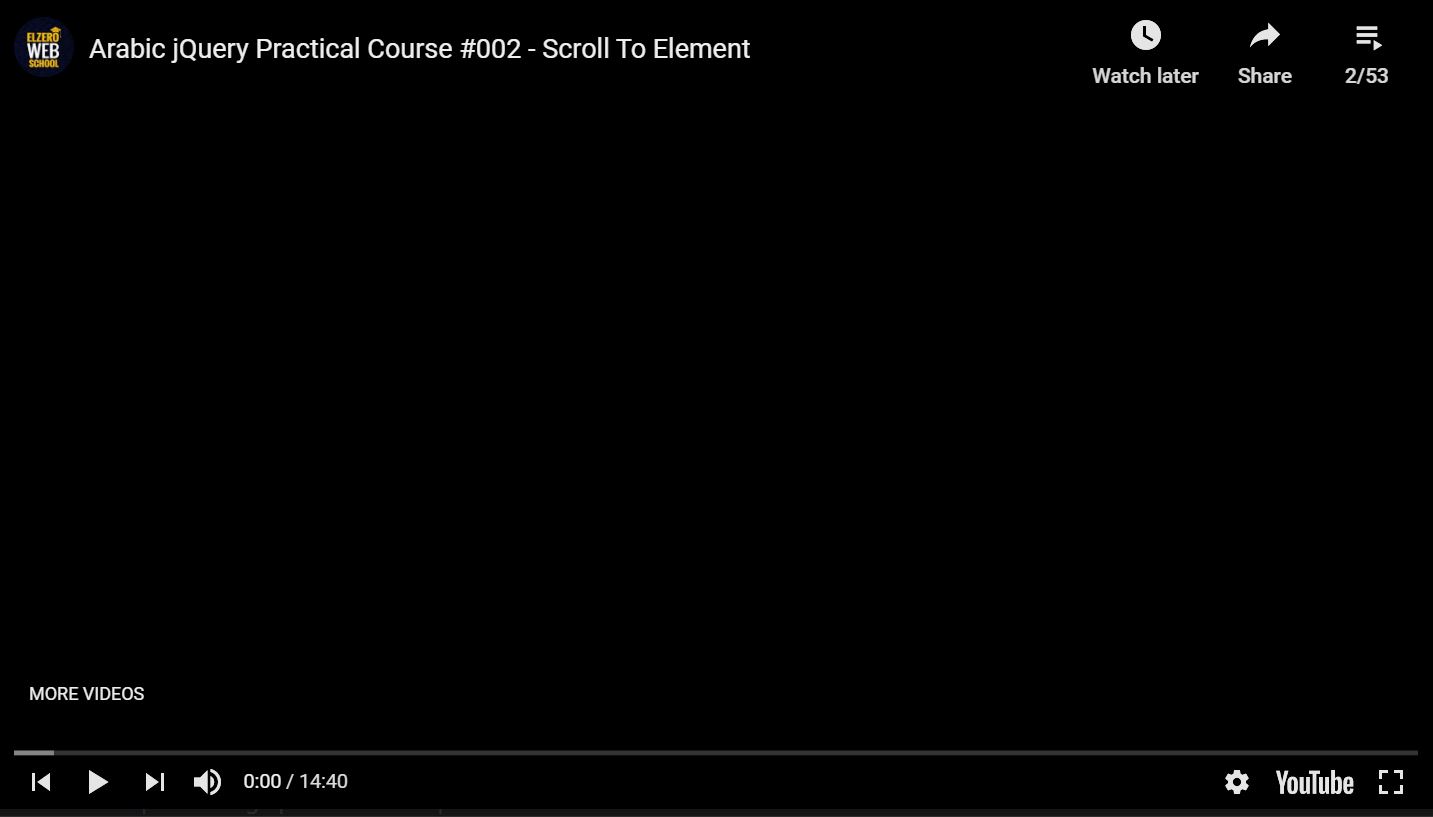 ELZERO
WEB
SCHOOL
Arabic jQuery Practical Course #002 - Scroll To Element
Watch later
Share
2/53
MORE VIDEOS
0:00 / 14:40
YouTube